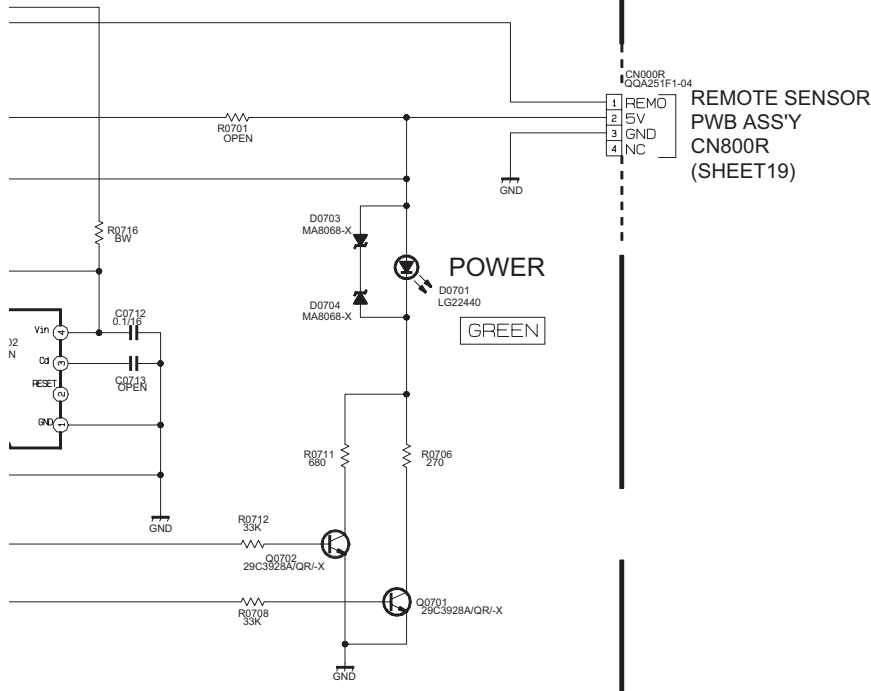 CN000R
QQA251F1-04
1 REMO
2 5V
3 GND
4 NC
REMOTE SENSOR
PWB ASS'Y
CN800R
(SHEET19)
R0701
OPEN
GND
D0703
MA8068-X
R0716
BW
POWER
D0701
LG22440
D0704
MA8068-X
GREEN
C0712
0.1/16
Vin 4
02
N
Cd 3
C0713
OPEN
RESET 2
GND 1
R0711
680
R0706
270
GND
R0712
33K
Q0702
29C3928A/QR/-X
Q0701
29C3928A/QR/-X
R0708
33K
GND